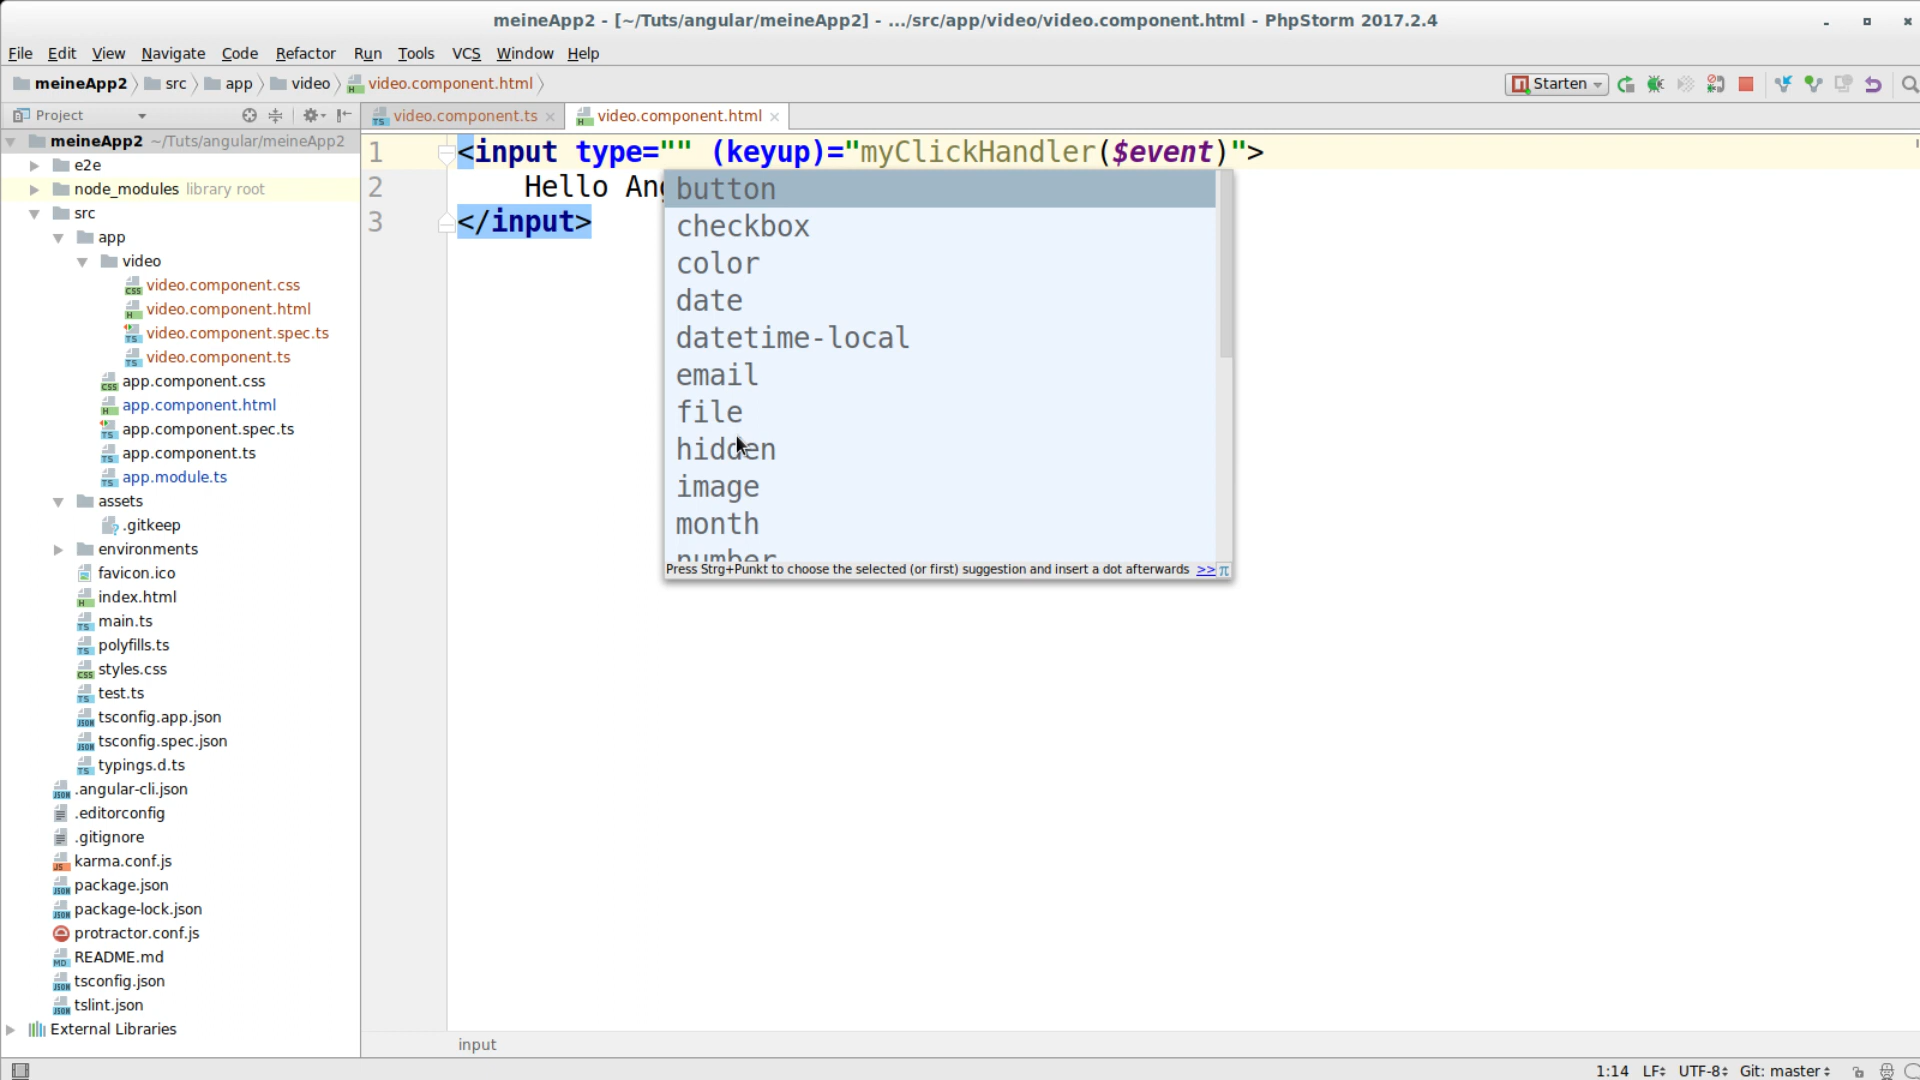 meineApp2 - [~/Tuts/angular/meineApp2] - .../src/app/video/video.component.html - PhpStorm 2017.2.4
File Edit View Navigate Code Refactor Run Tools VCS Window Help
meineApp2 src app video video.component.html Starten
Project
video.component.ts video.component.html
meineApp2 ~/Tuts/angular/meineApp2
e2e
node_modules library root
src
app
video
video.component.css
video.component.html
video.component.spec.ts
video.component.ts
app.component.css
app.component.html
app.component.spec.ts
app.component.ts
app.module.ts
assets
.gitkeep
environments
favicon.ico
index.html
main.ts
polyfills.ts
styles.css
test.ts
tsconfig.app.json
tsconfig.spec.json
typings.d.ts
.angular-cli.json
.editorconfig
.gitignore
karma.conf.js
package.json
package-lock.json
protractor.conf.js
README.md
tsconfig.json
tslint.json
External Libraries
1 <input type="" (keyup)="myClickHandler($event)">
2 Hello
3 </input>
button
checkbox
color
date
datetime-local
email
file
hidden
image
month
number
Press Strg+Punkt to choose the selected (or first) suggestion and insert a dot afterwards >> π
input
1:14 LF UTF-8 Git: master